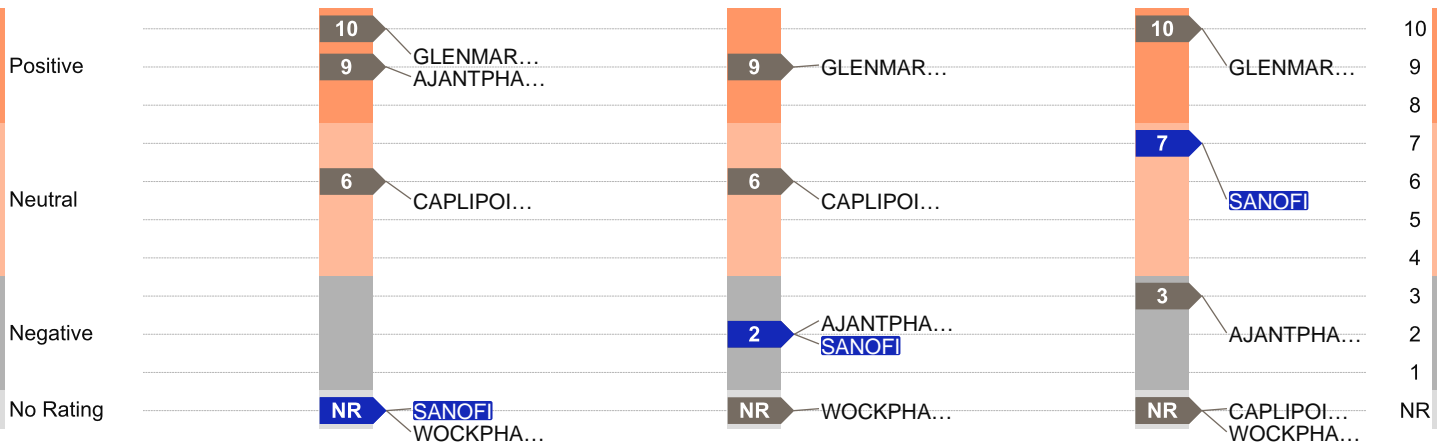 10 10 10
GLENMAR... GLENMAR...
Positive 9 AJANTPHA... 9 GLENMAR... 9
8
7 7
6 6 6
CAPLIPOI... CAPLIPOI... SANOFI
Neutral 5
4
3 3
AJANTPHA... AJANTPHA...
Negative 2 SANOFI 2
1
No Rating NR SANOFI NR WOCKPHA... NR CAPLIPOI... NR
WOCKPHA... WOCKPHA...